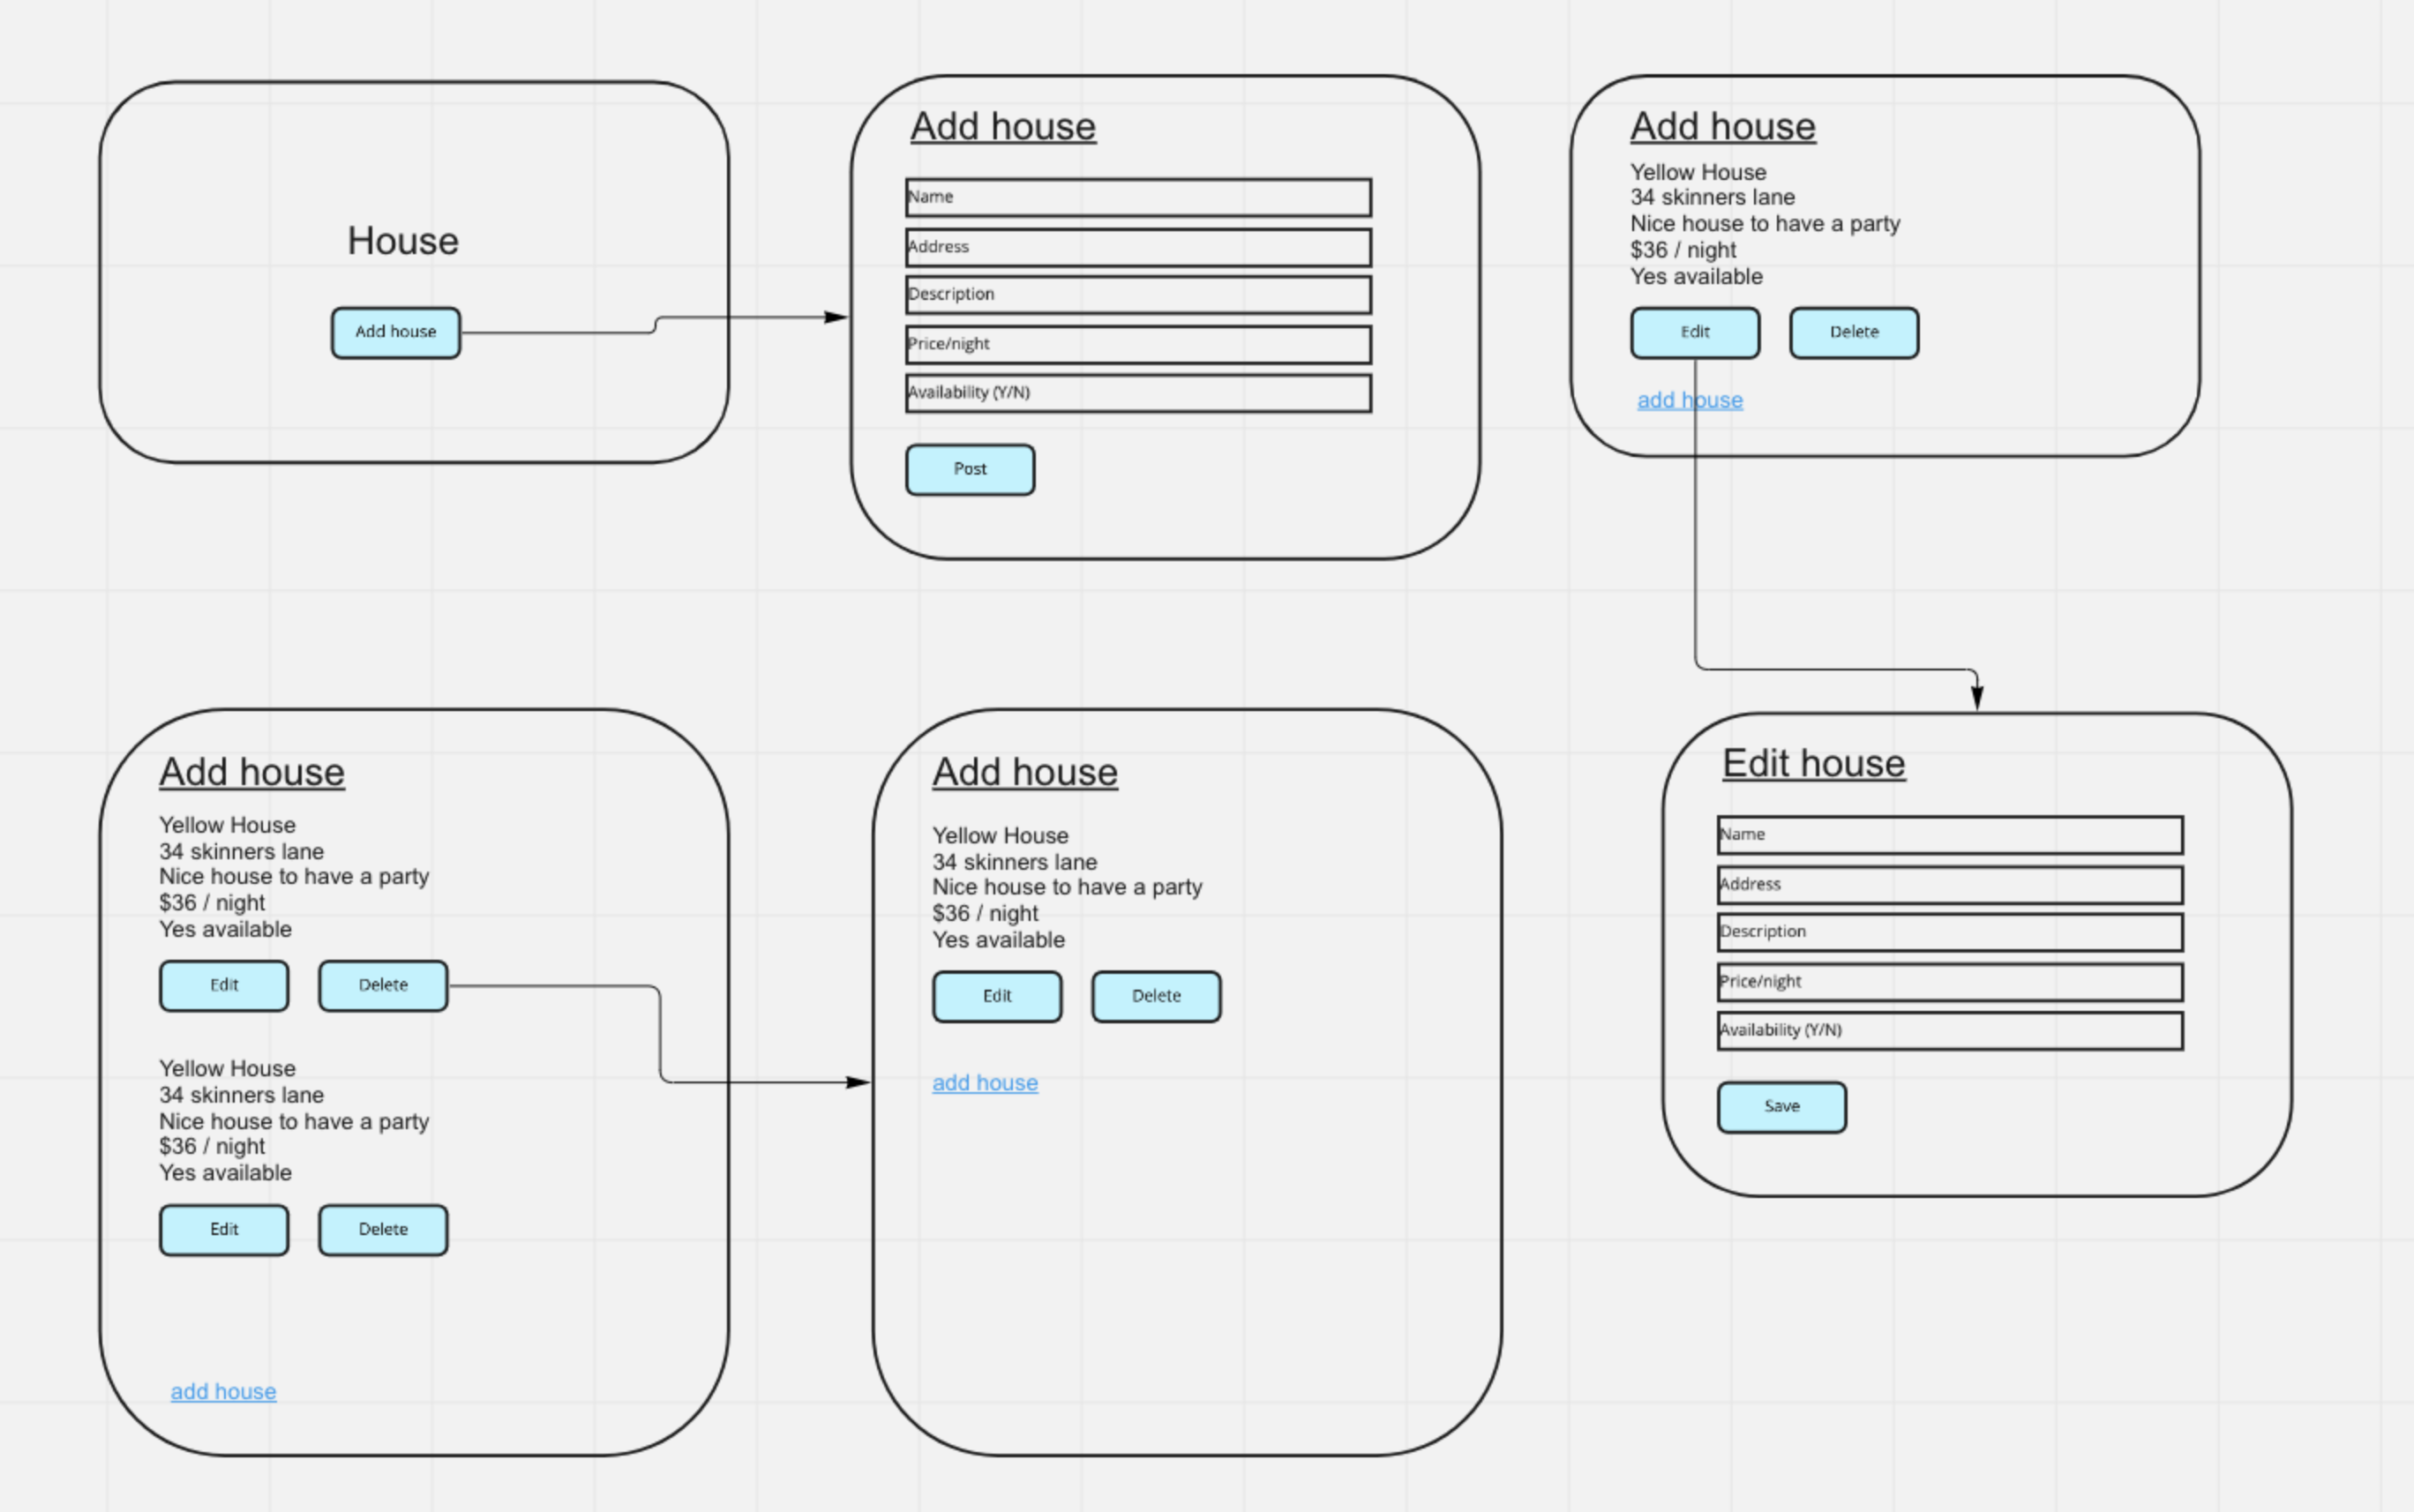 House
Add house
Add house
Name
Address
Description
Price/night
Availability (Y/N)
Post
Add house
Yellow House
34 skinners lane
Nice house to have a party
$36 / night
Yes available
Edit
Delete
add house
Add house
Yellow House
34 skinners lane
Nice house to have a party
$36 / night
Yes available
Edit
Delete
Yellow House
34 skinners lane
Nice house to have a party
$36 / night
Yes available
Edit
Delete
add house
Add house
Yellow House
34 skinners lane
Nice house to have a party
$36 / night
Yes available
Edit
Delete
add house
Edit house
Name
Address
Description
Price/night
Availability (Y/N)
Save